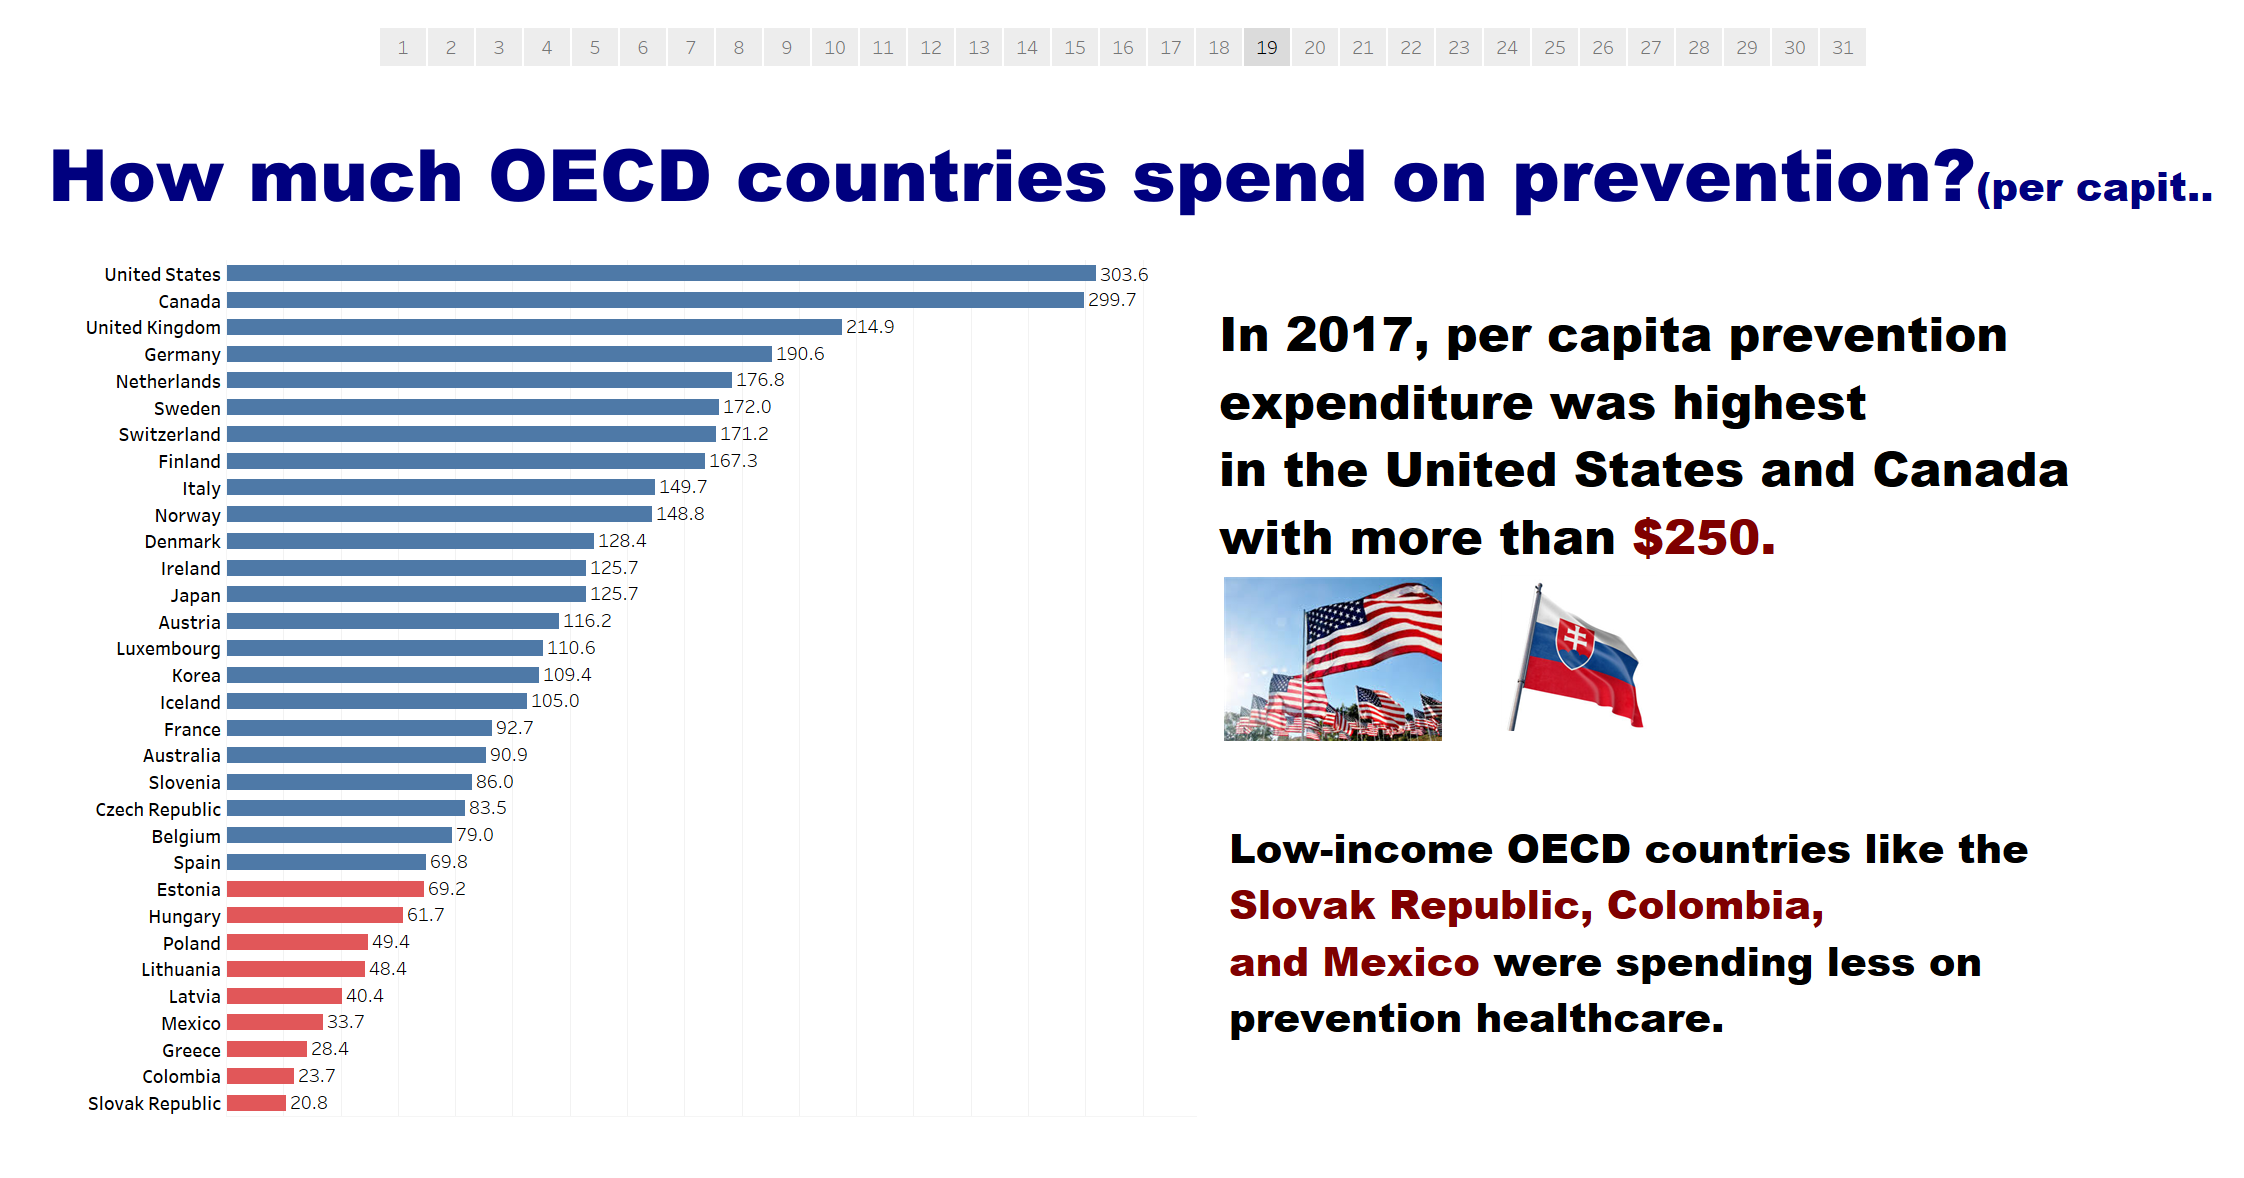 1 2 3 4 5 6 7 8 9 10 11 12 13 14 15 16 17 18 19 20 21 22 23 24 25 26 27 28 29 30 31
How much OECD countries spend on prevention?(per capit..
United States 303.6
Canada 299.7
United Kingdom 214.9
Germany 190.6
Netherlands 176.8
Sweden 172.0
Switzerland 171.2
Finland 167.3
Italy 149.7
Norway 148.8
Denmark 128.4
Ireland 125.7
Japan 125.7
Austria 116.2
Luxembourg 110.6
Korea 109.4
Iceland 105.0
France 92.7
Australia 90.9
Slovenia 86.0
Czech Republic 83.5
Belgium 79.0
Spain 69.8
Estonia 69.2
Hungary 61.7
Poland 49.4
Lithuania 48.4
Latvia 40.4
Mexico 33.7
Greece 28.4
Colombia 23.7
Slovak Republic 20.8
In 2017, per capita prevention
expenditure was highest
in the United States and Canada
with more than $250.
Low-income OECD countries like the
Slovak Republic, Colombia,
and Mexico were spending less on
prevention healthcare.